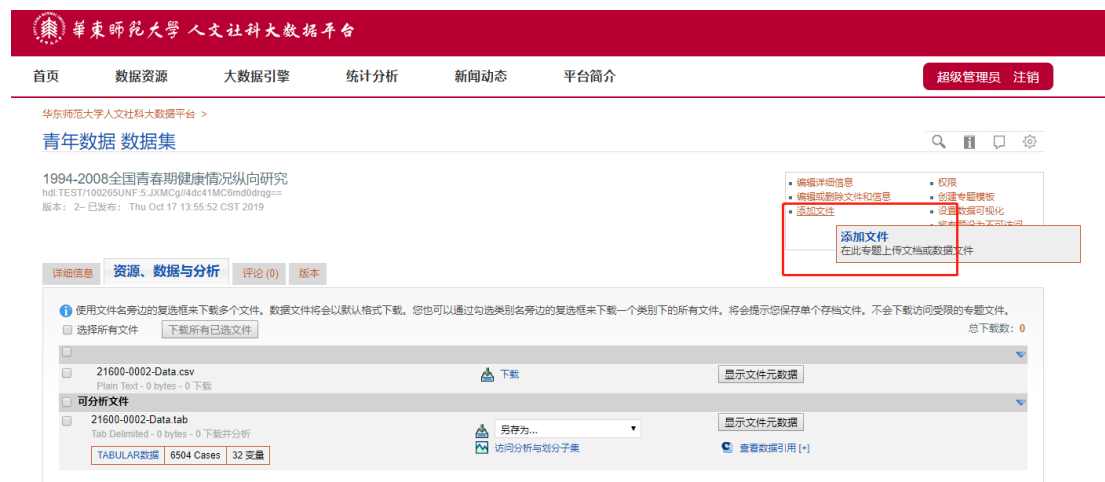 華東師範大學 人文社科大数据平台
首页 数据资源 大数据引擎 统计分析 新闻动态 平台简介 超级管理员 注销
华东师范大学人文社科大数据平台 >
青年数据 数据集
1994-2008全国青春期健康情况纵向研究
hdl:TEST/100265UNF:5:JXMCg//4dc41MC6md0drqg==
版本： 2– 已发布： Thu Oct 17 13:55:52 CST 2019
编辑详细信息 权限
编辑或删除文件和信息 创建专题模板
添加文件 设置数据可视化
将专题设为不可访问
添加文件
在此专题上传文档或数据文件
详细信息 资源、数据与分析 评论 (0) 版本
使用文件名旁边的复选框来下载多个文件。数据文件将会以默认格式下载。您也可以通过勾选类别名旁边的复选框来下载一个类别下的所有文件。将会提示您保存单个存档文件。不会下载访问受限的专题文件。
选择所有文件 下载所有已选文件 总下载数： 0
21600-0002-Data.csv 下载 显示文件元数据
Plain Text - 0 bytes - 0 下载
可分析文件
21600-0002-Data.tab 另存为... 显示文件元数据
Tab Delimited - 0 bytes - 0 下载并分析
TABULAR数据 6504 Cases 32 变量 访问分析与划分子集 查看数据引用 [+]